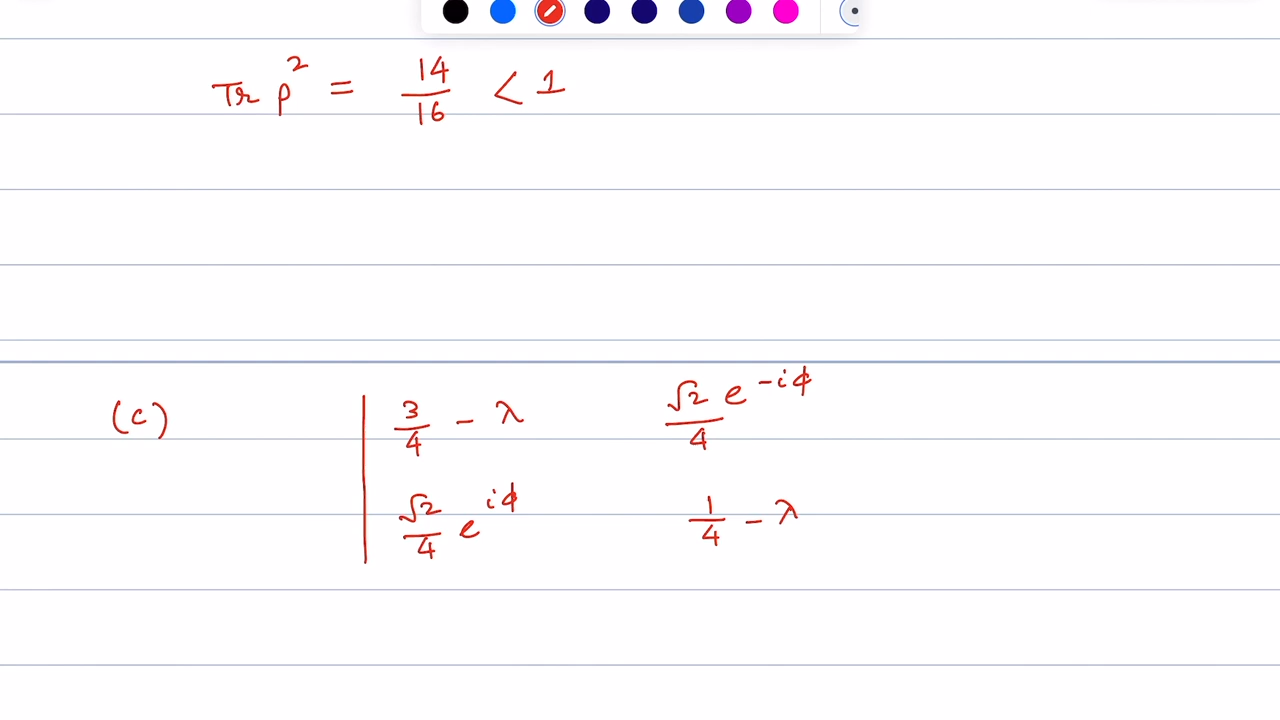 Tr ρ² = 14/16 < 1
(c) | 3/4 - λ √2/4 e^{-iϕ}
√2/4 e^{iϕ} 1/4 - λ